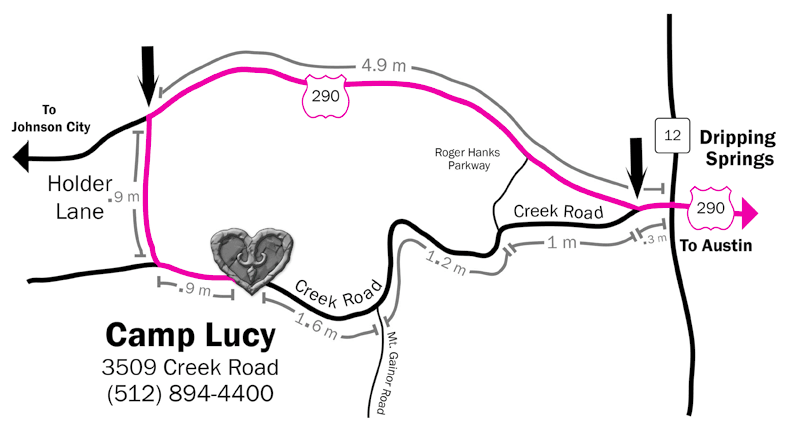 4.9 m
290
To
Johnson City
12
Dripping
Springs
Roger Hanks
Parkway
Holder
Lane
.9 m
Creek Road
290
1 m
.3 m
To Austin
1.2 m
.9 m
Creek Road
1.6 m
Mt. Gainor Road
Camp Lucy
3509 Creek Road
(512) 894-4400